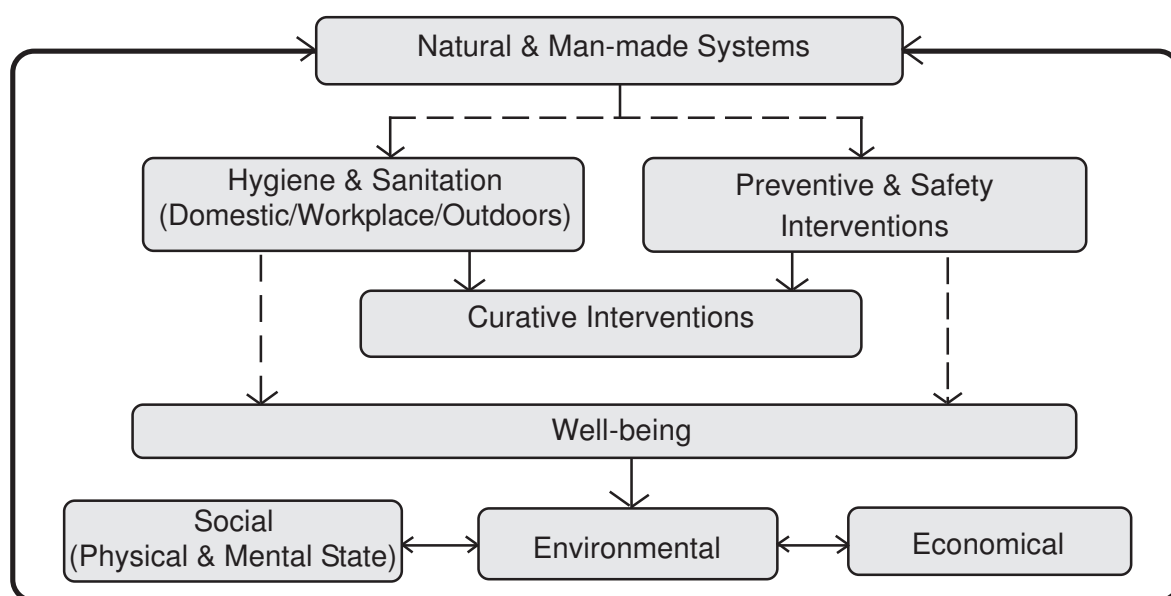 Natural & Man-made Systems
Hygiene & Sanitation
(Domestic/Workplace/Outdoors)
Preventive & Safety
Interventions
Curative Interventions
Well-being
Social
(Physical & Mental State)
Environmental
Economical